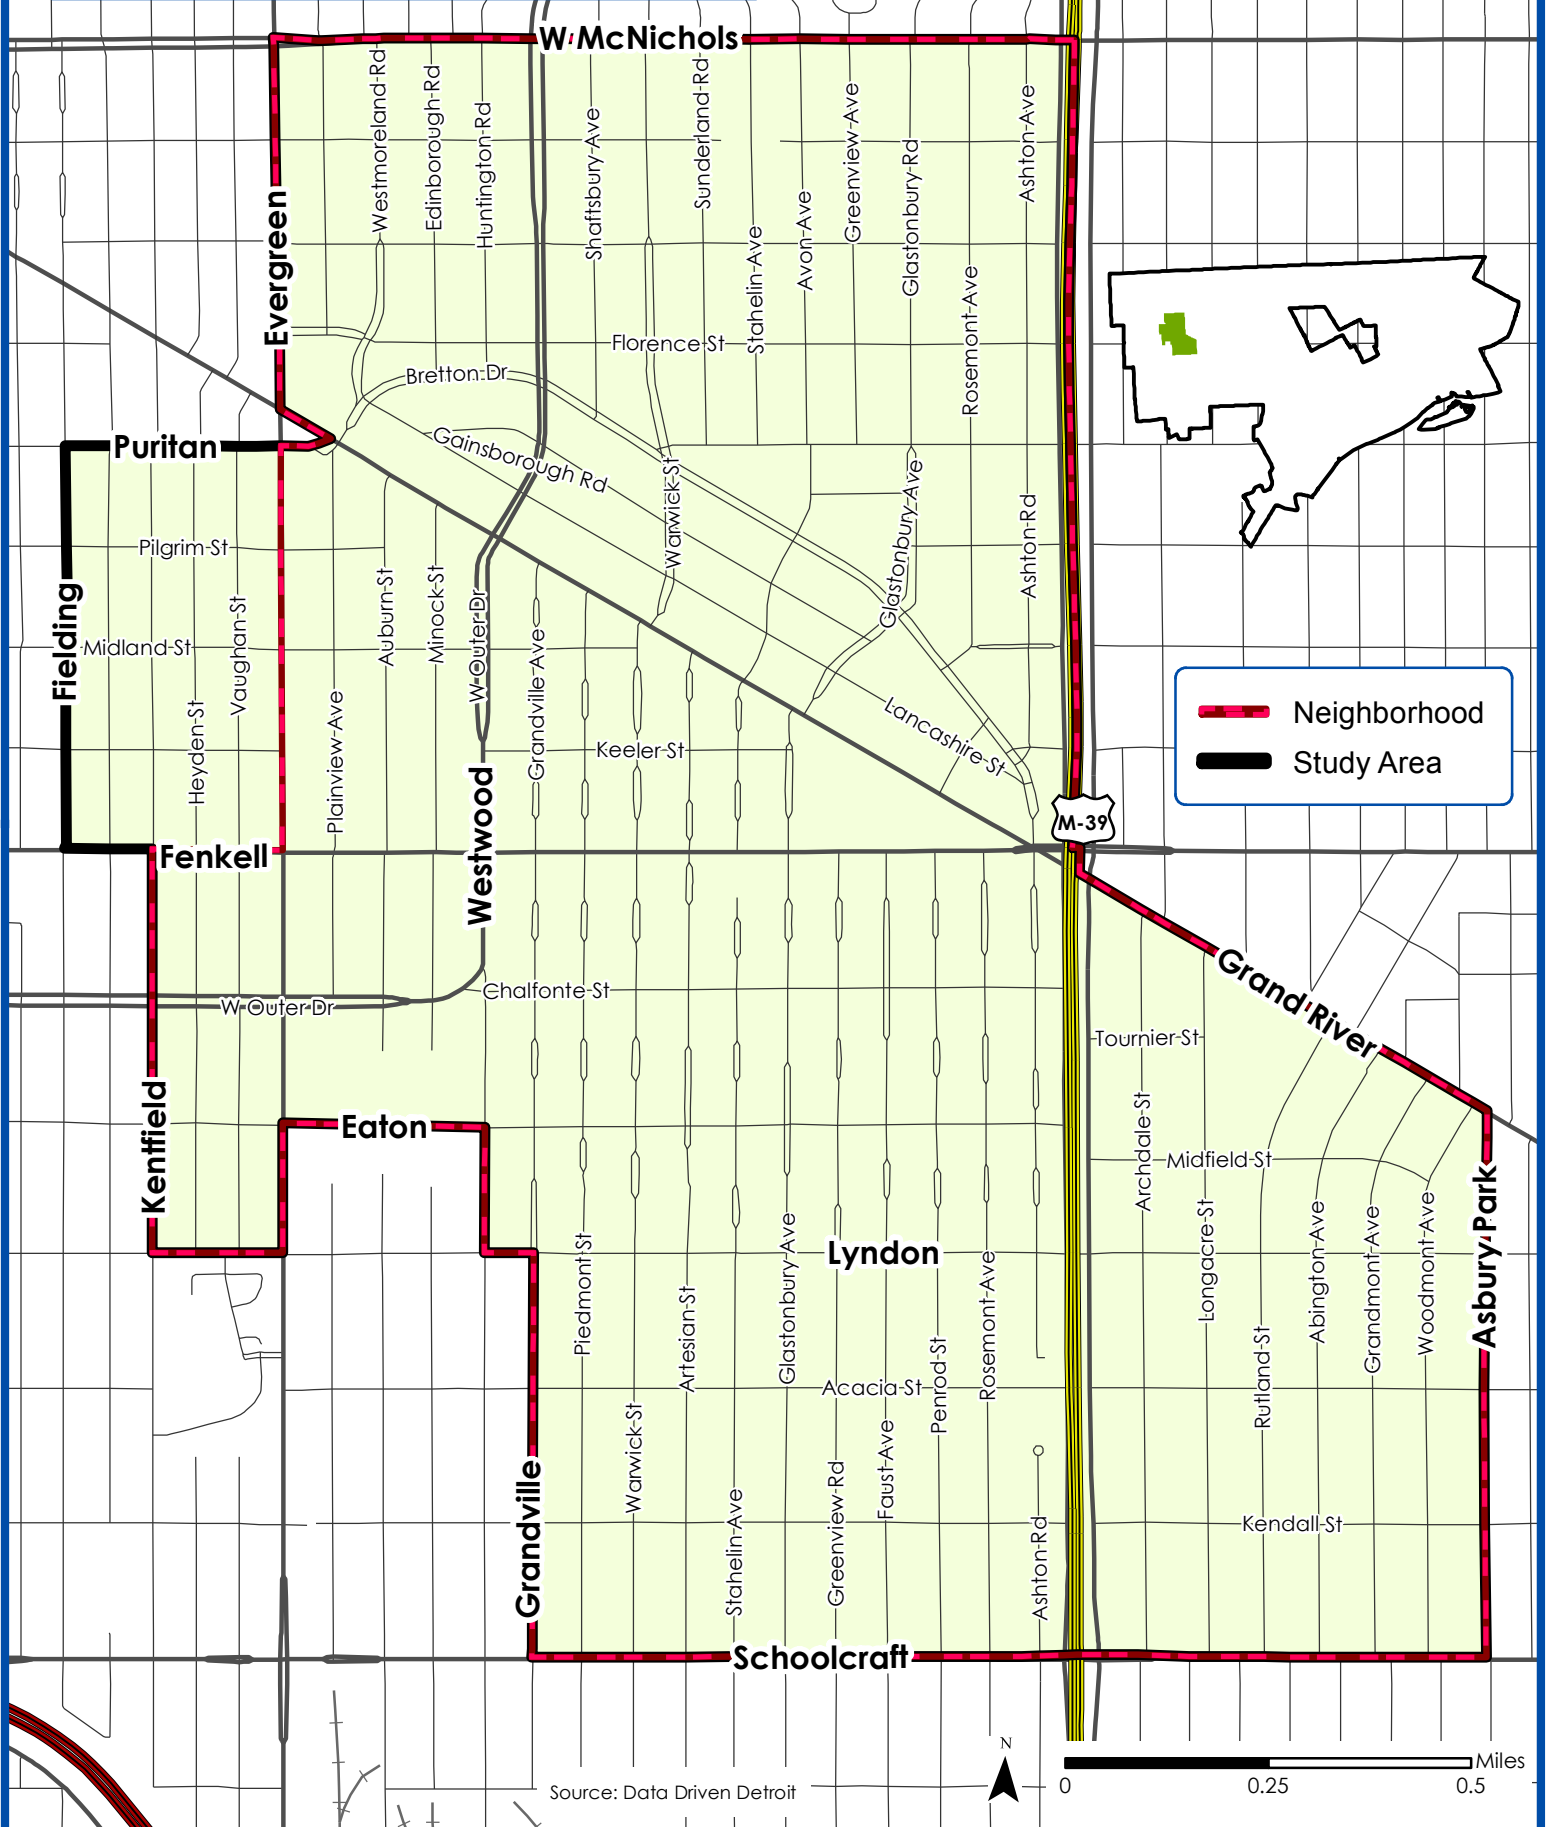 W McNichols
Westmoreland Rd
Edinborough Rd
Huntington Rd
Shaftsbury Ave
Sunderland Rd
Stahelin Ave
Avon Ave
Greenview Ave
Glastonbury Rd
Rosemont Ave
Ashton Ave
Evergreen
Florence St
Bretton Dr
Puritan
Gainsborough Rd
Warwick St
Glastonbury Ave
Ashton Rd
Pilgrim St
Fielding
Midland St
Vaughan St
Heyden St
Auburn St
Minock St
W Outer Dr
Grandville Ave
Plainview Ave
Keeler St
Lancashire St
Neighborhood
Study Area
Westwood
M-39
Fenkell
Grand River
W Outer Dr
Chalfonte St
Tournier St
Kentfield
Eaton
Archdale St
Midfield St
Asbury Park
Lyndon
Piedmont St
Artesian St
Glastonbury Ave
Rosemont Ave
Longacre St
Abington Ave
Grandmont Ave
Woodmont Ave
Rutland St
Acacia St
Penrod St
Warwick St
Faust Ave
Grandville
Stahelin Ave
Greenview Rd
Ashton Rd
Kendall St
Schoolcraft
N
Miles
0
0.25
0.5
Source: Data Driven Detroit